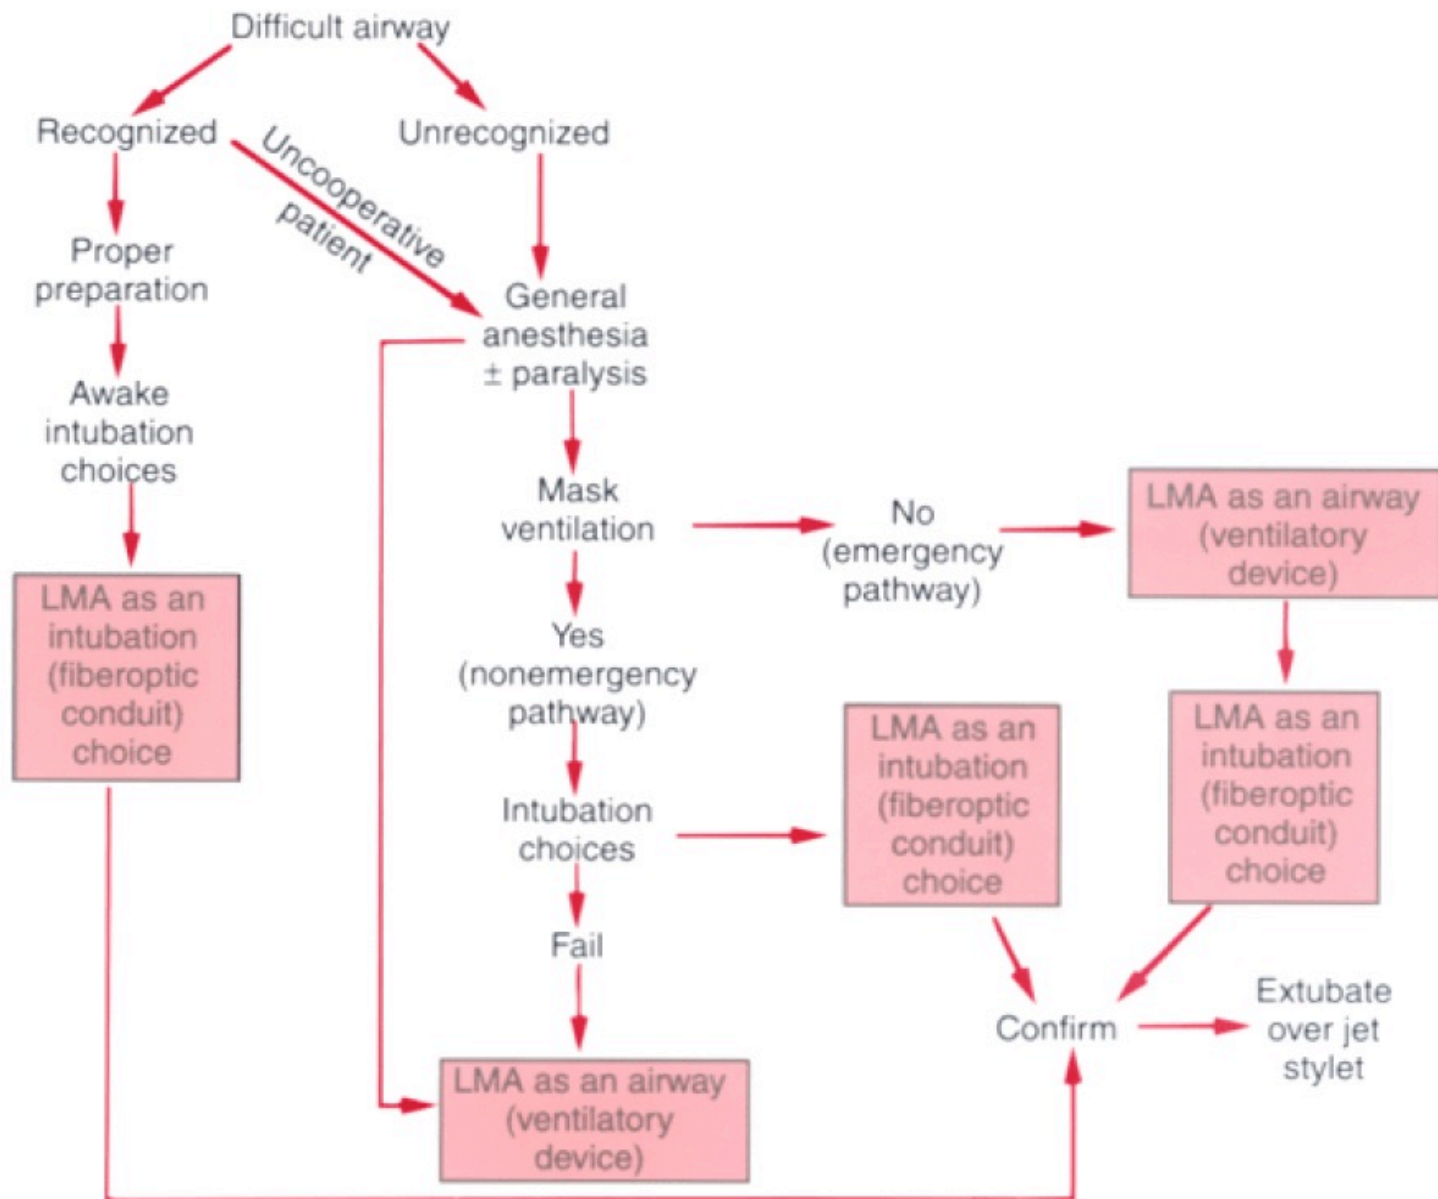 Difficult airway
Recognized
Unrecognized
Uncooperative
patient
Proper
preparation
General
anesthesia
± paralysis
Awake
intubation
choices
Mask
ventilation
No
(emergency
pathway)
LMA as an airway
(ventilatory
device)
LMA as an
intubation
(fiberoptic
conduit)
choice
Yes
(nonemergency
pathway)
LMA as an
intubation
(fiberoptic
conduit)
choice
LMA as an
intubation
(fiberoptic
conduit)
choice
Intubation
choices
Fail
Confirm
Extubate
over jet
stylet
LMA as an airway
(ventilatory
device)